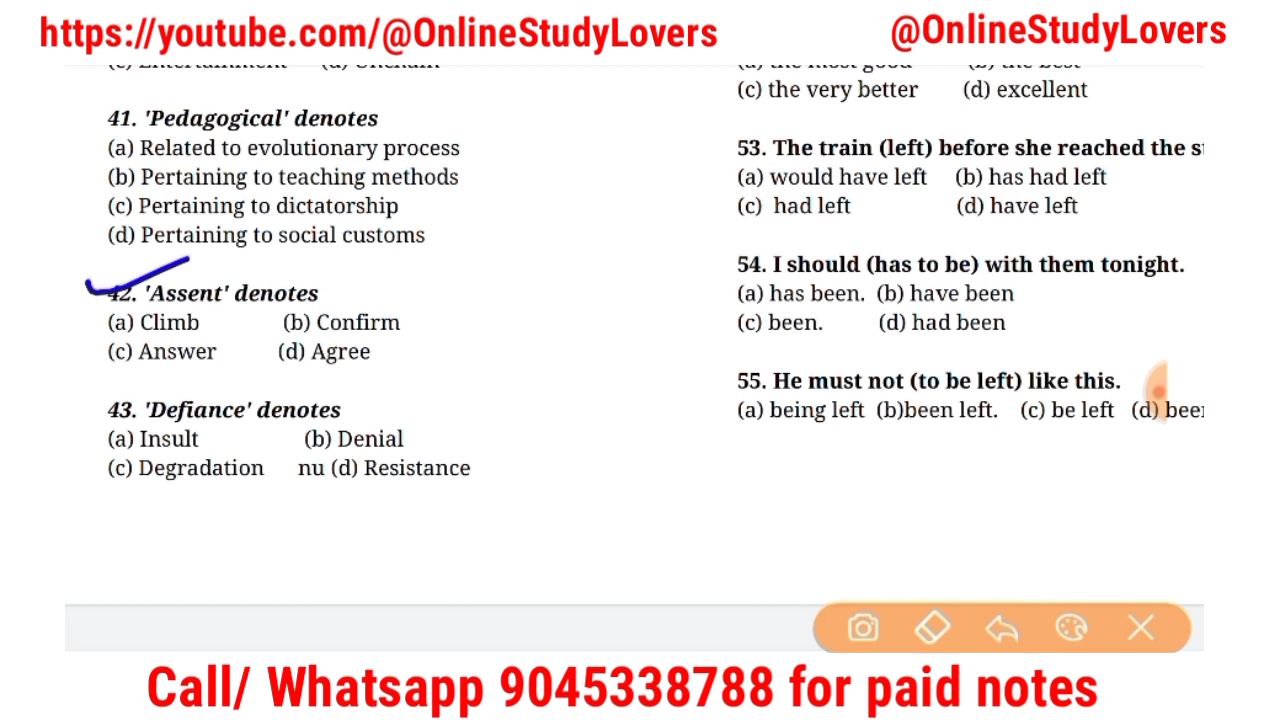 https://youtube.com/@OnlineStudyLovers
@OnlineStudyLovers
41. 'Pedagogical' denotes
(a) Related to evolutionary process
(b) Pertaining to teaching methods
(c) Pertaining to dictatorship
(d) Pertaining to social customs
42. 'Assent' denotes
(a) Climb (b) Confirm
(c) Answer (d) Agree
43. 'Defiance' denotes
(a) Insult (b) Denial
(c) Degradation nu (d) Resistance
(c) the very better (d) excellent
53. The train (left) before she reached the
(a) would have left (b) has had left
(c) had left (d) have left
54. I should (has to be) with them tonight.
(a) has been. (b) have been
(c) been. (d) had been
55. He must not (to be left) like this.
(a) being left (b)been left. (c) be left (d)
Call/ Whatsapp 9045338788 for paid notes